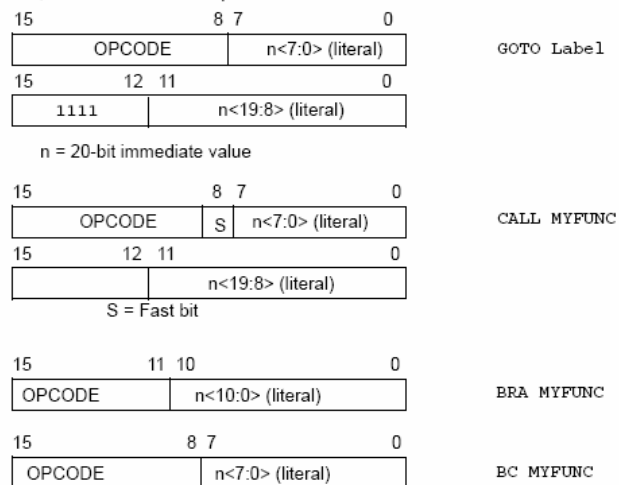 15 8 7 0
OPCODE n<7:0> (literal) GOTO Label
15 12 11 0
1111 n<19:8> (literal)
n = 20-bit immediate value
15 8 7 0
OPCODE S n<7:0> (literal) CALL MYFUNC
15 12 11 0
n<19:8> (literal)
S = Fast bit
15 11 10 0
OPCODE n<10:0> (literal) BRA MYFUNC
15 8 7 0
OPCODE n<7:0> (literal) BC MYFUNC